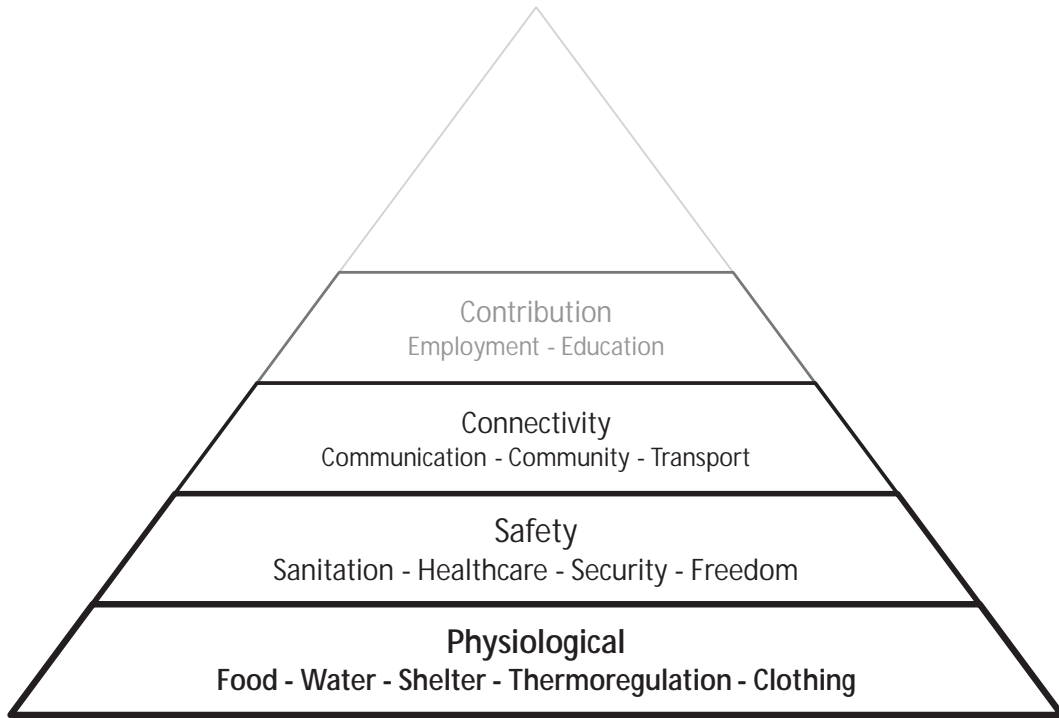 Contribution
Employment - Education
Connectivity
Communication - Community - Transport
Safety
Sanitation - Healthcare - Security - Freedom
Physiological
Food - Water - Shelter - Thermoregulation - Clothing